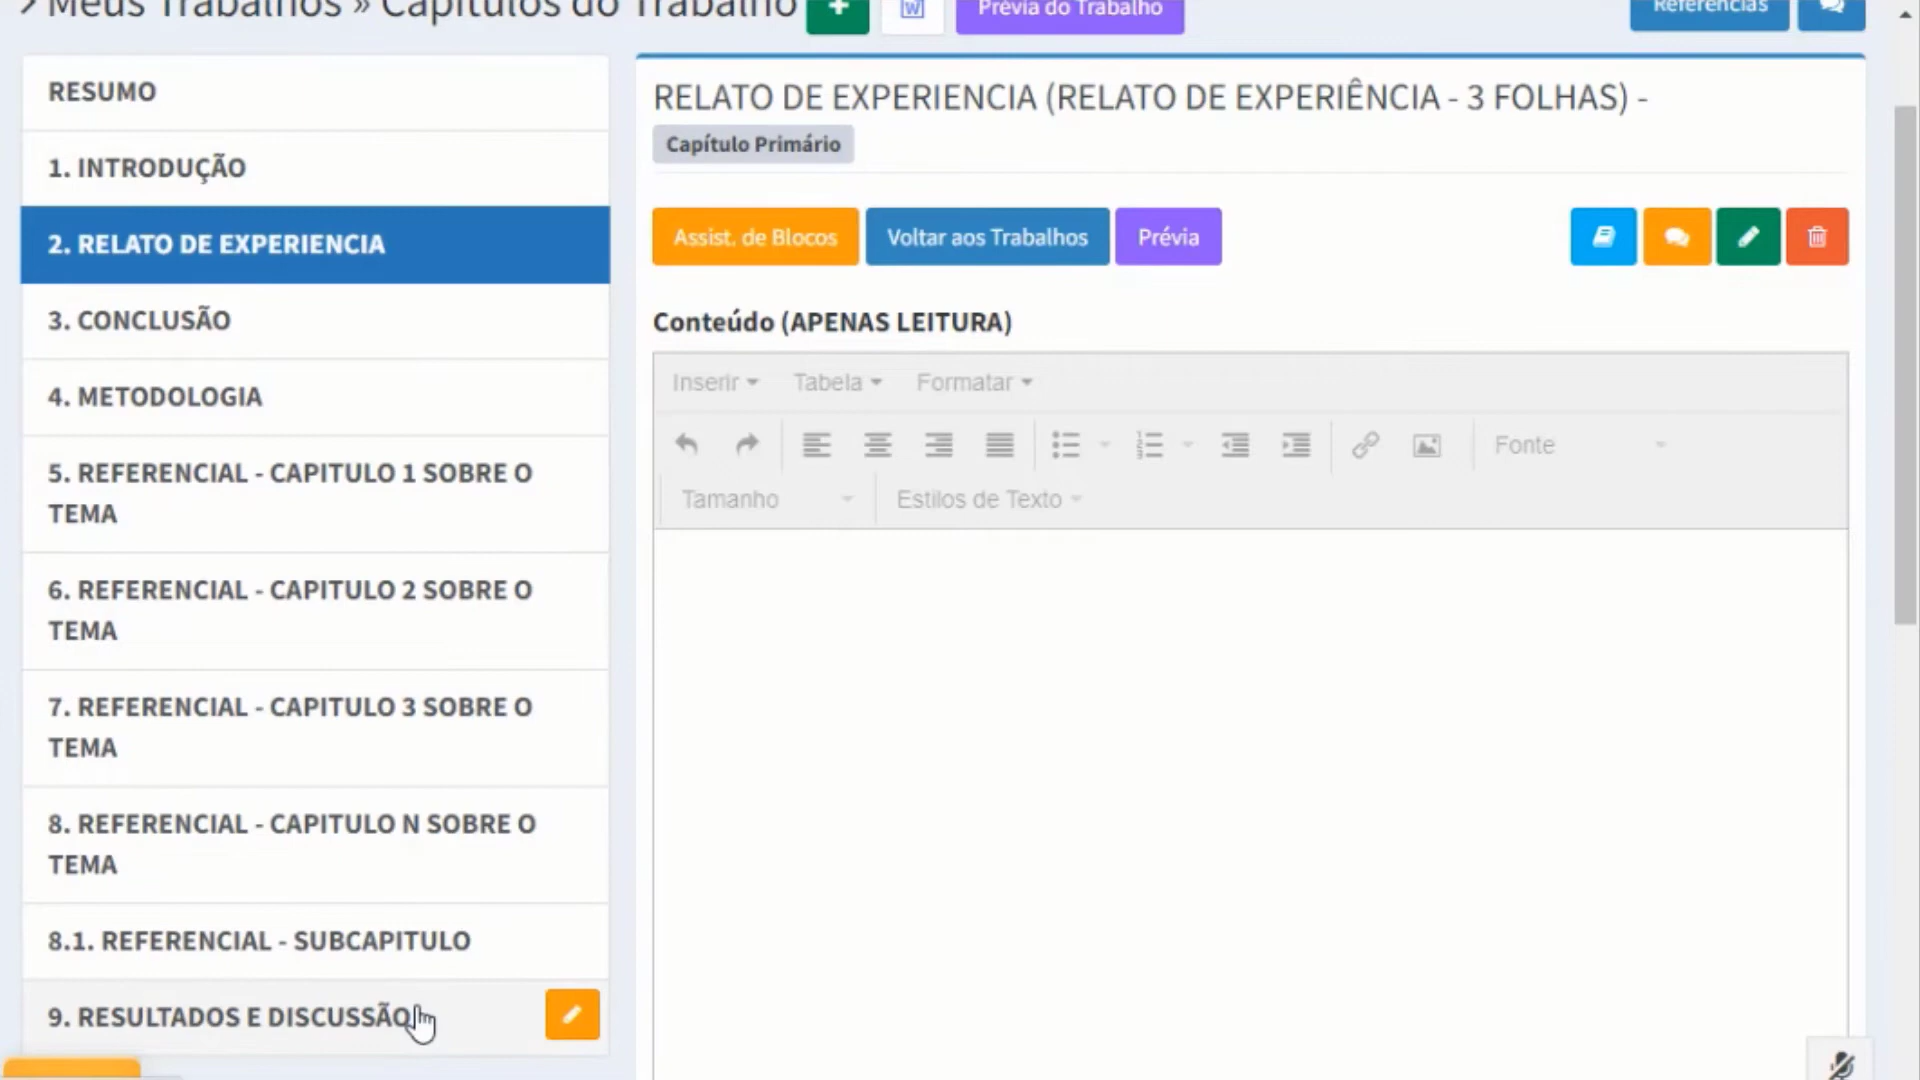 Meus Trabalhos » Capítulos do Trabalho
Prévia do Trabalho
Referências
RESUMO
1. INTRODUÇÃO
2. RELATO DE EXPERIENCIA
3. CONCLUSÃO
4. METODOLOGIA
5. REFERENCIAL - CAPITULO 1 SOBRE O
TEMA
6. REFERENCIAL - CAPITULO 2 SOBRE O
TEMA
7. REFERENCIAL - CAPITULO 3 SOBRE O
TEMA
8. REFERENCIAL - CAPITULO N SOBRE O
TEMA
8.1. REFERENCIAL - SUBCAPITULO
9. RESULTADOS E DISCUSSÃO
RELATO DE EXPERIENCIA (RELATO DE EXPERIÊNCIA - 3 FOLHAS) -
Capítulo Primário
Assist. de Blocos
Voltar aos Trabalhos
Prévia
Conteúdo (APENAS LEITURA)
Inserir
Tabela
Formatar
Fonte
Tamanho
Estilos de Texto